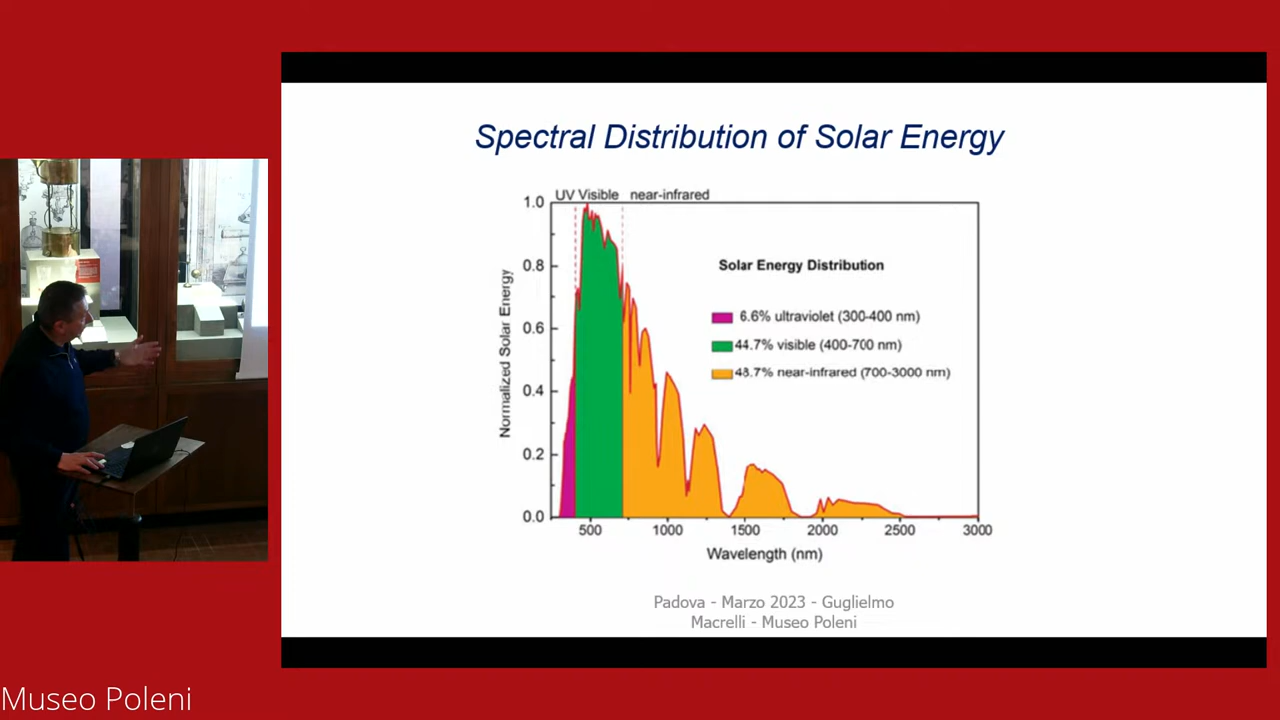 Spectral Distribution of Solar Energy
UV Visible near-infrared
1.0
0.8
0.6
0.4
0.2
0.0
Normalized Solar Energy
Solar Energy Distribution
6.6% ultraviolet (300-400 nm)
44.7% visible (400-700 nm)
48.7% near-infrared (700-3000 nm)
500 1000 1500 2000 2500 3000
Wavelength (nm)
Padova - Marzo 2023 - Guglielmo
Macrelli - Museo Poleni
Museo Poleni